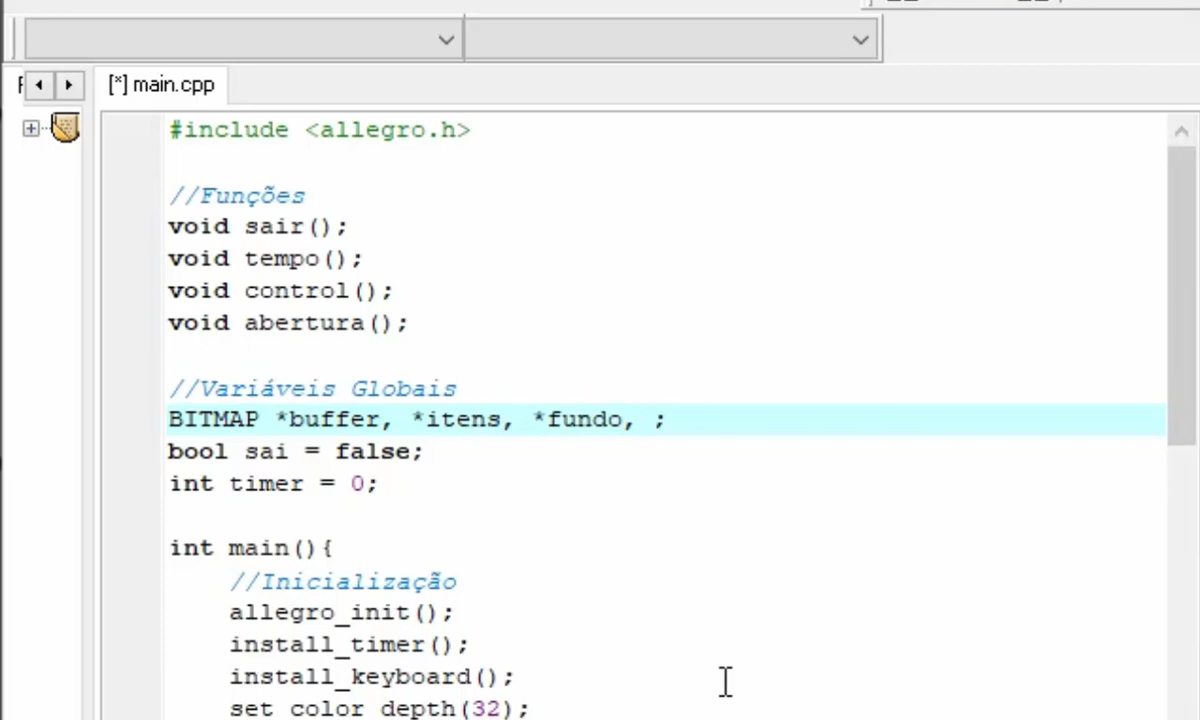 [*] main.cpp
#include <allegro.h>
//Funções
void sair();
void tempo();
void control();
void abertura();
//Variáveis Globais
BITMAP *buffer, *itens, *fundo, ;
bool sai = false;
int timer = 0;
int main(){
//Inicialização
allegro_init();
install_timer();
install_keyboard();
set_color_depth(32);